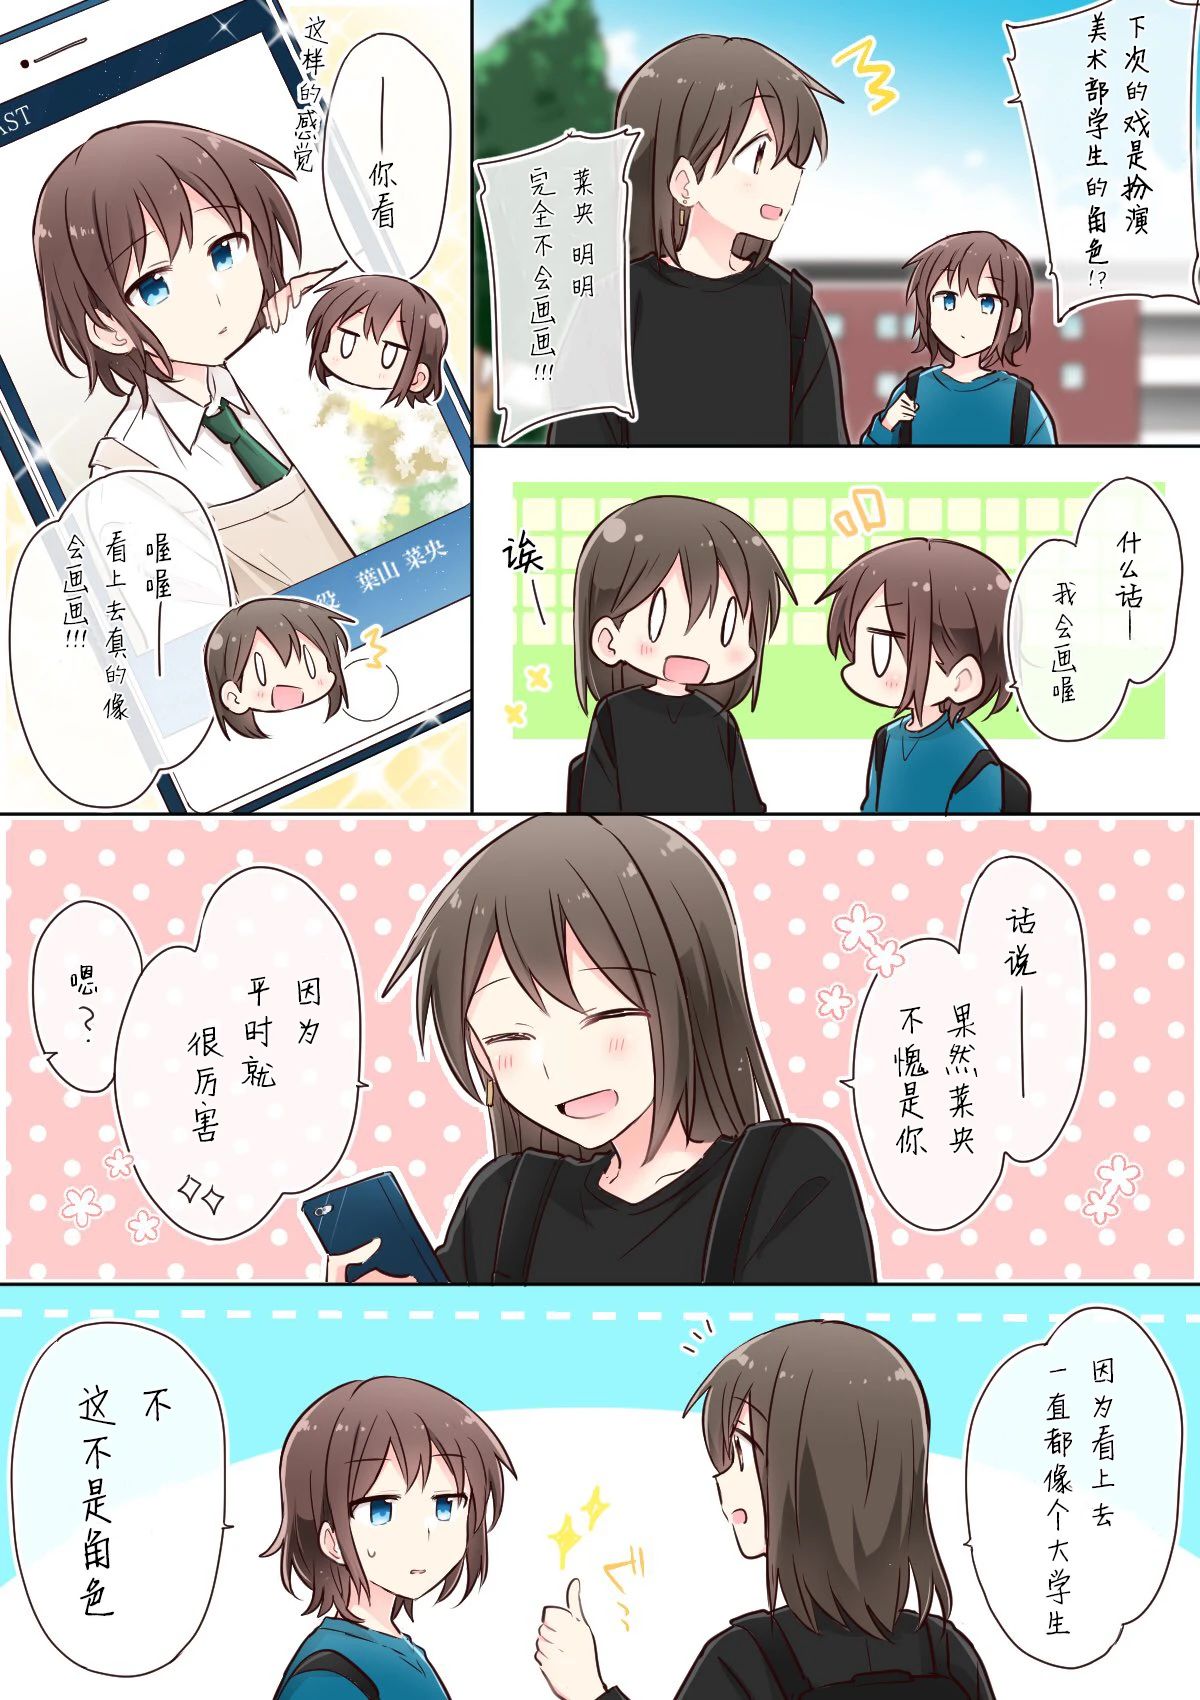 下次的戏是扮演
美术部学生的角色!?
菜央 明明
完全不会画画!!!
什么话—
我会画喔
诶—
——你看
这样的感觉
AST
役 葉山 菜央
喔喔——
看上去真的像
会画画!!!
话说——
果然菜央
不愧是你
因为
平时就
很厉害
嗯?
因为看上去
一直都像个大学生
不
这不是角色